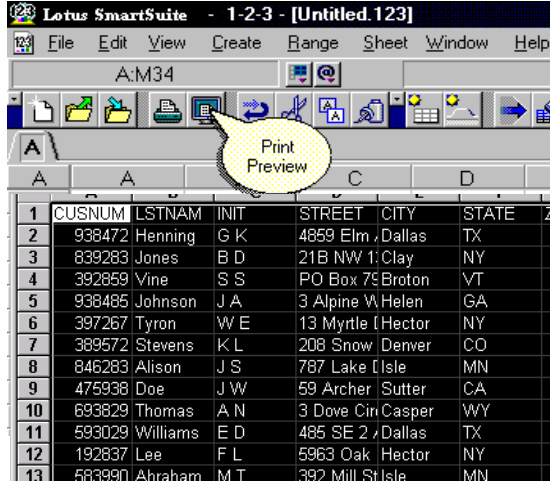 Lotus SmartSuite - 1-2-3 - [Untitled.123]
File Edit View Create Range Sheet Window Help
A:M34
Print
Preview
A
A A C D
1 CUSNUM LSTNAM INIT STREET CITY STATE
2 938472 Henning G K 4859 Elm Dallas TX
3 839283 Jones B D 21B NW 1 Clay NY
4 392859 Vine S S PO Box 79 Broton VT
5 938485 Johnson J A 3 Alpine W Helen GA
6 397267 Tyron W E 13 Myrtle Hector NY
7 389572 Stevens K L 208 Snow Denver CO
8 846283 Alison J S 787 Lake Isle MN
9 475938 Doe J W 59 Archer Sutter CA
10 693829 Thomas A N 3 Dove Cir Casper WY
11 593029 Williams E D 485 SE 2 Dallas TX
12 192837 Lee F L 5963 Oak Hector NY
13 583990 Abraham M T 392 Mill St Isle MN